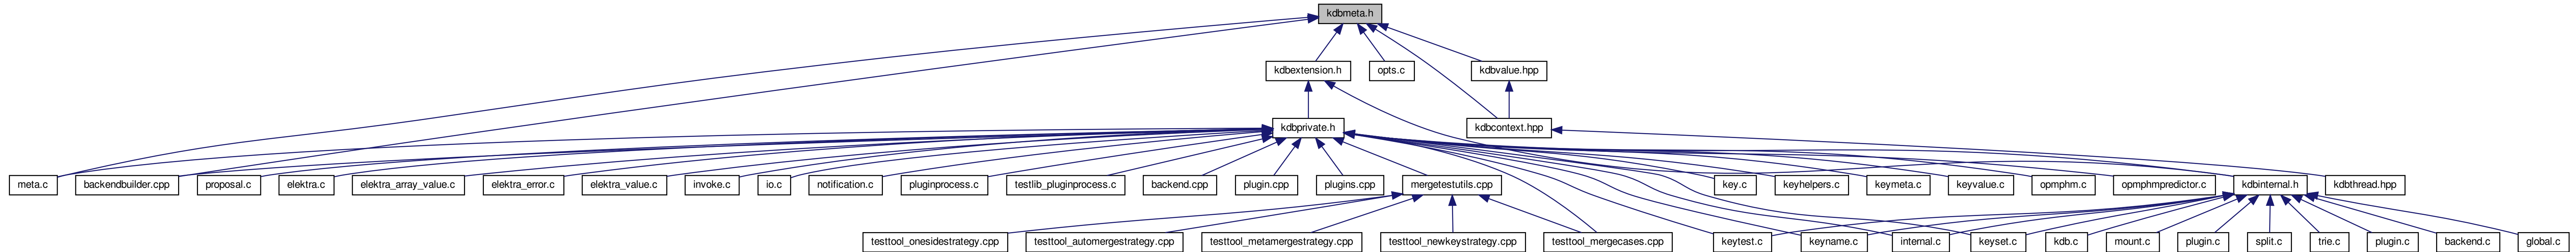 kdbmeta.h
kdbextension.h
opts.c
kdbvalue.hpp
kdbprivate.h
kdbcontext.hpp
meta.c
backendbuilder.cpp
proposal.c
elektra.c
elektra_array_value.c
elektra_error.c
elektra_value.c
invoke.c
io.c
notification.c
pluginprocess.c
testlib_pluginprocess.c
backend.cpp
plugin.cpp
plugins.cpp
mergetestutils.cpp
key.c
keyhelpers.c
keymeta.c
keyvalue.c
opmphm.c
opmphmpredictor.c
kdbinternal.h
kdbthread.hpp
testtool_onesidestrategy.cpp
testtool_automergestrategy.cpp
testtool_metamergestrategy.cpp
testtool_newkeystrategy.cpp
testtool_mergecases.cpp
keytest.c
keyname.c
internal.c
keyset.c
kdb.c
mount.c
plugin.c
split.c
trie.c
plugin.c
backend.c
global.c